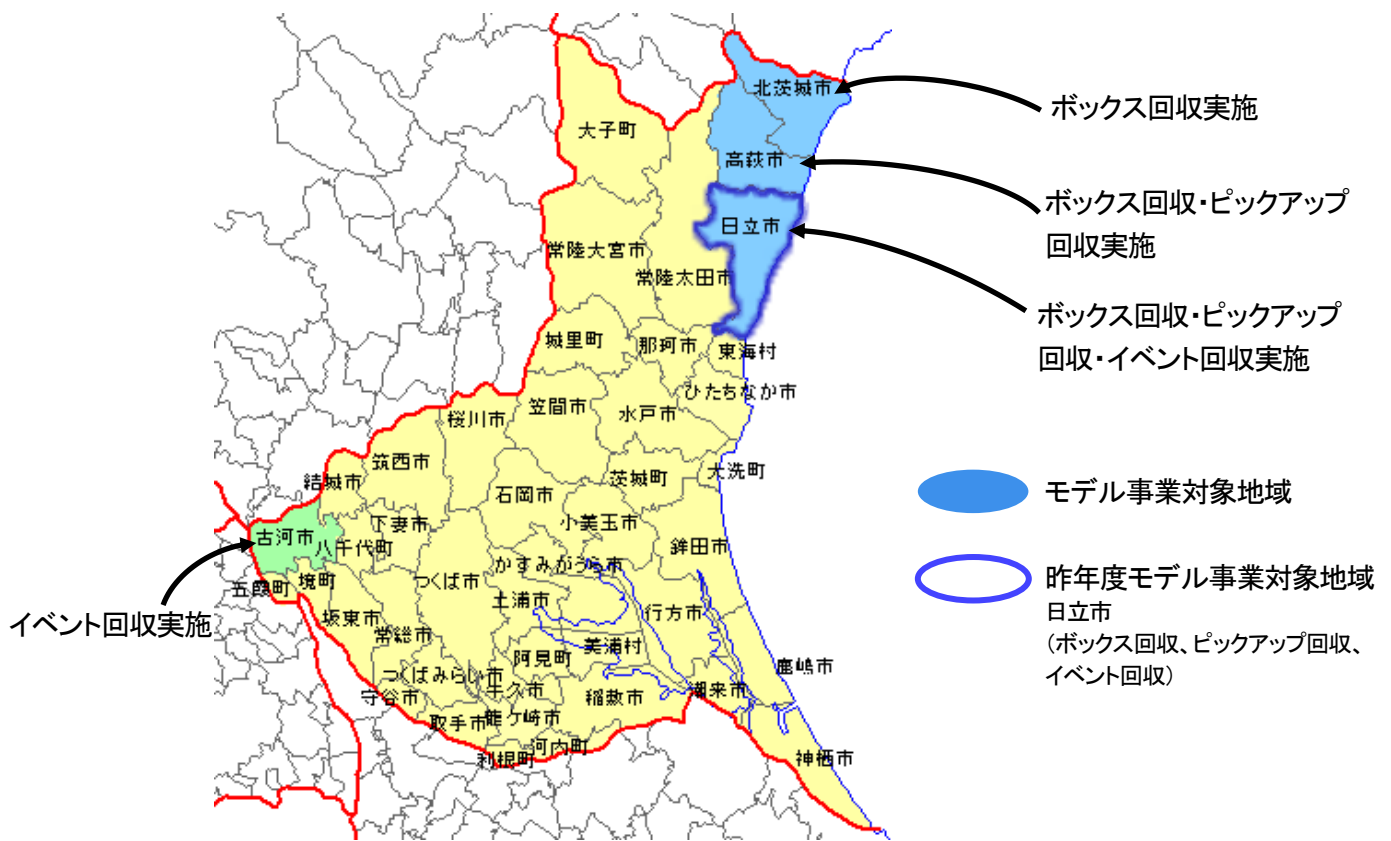 北茨城市
ボックス回収実施
大子町
高萩市
ボックス回収・ピックアップ
回収実施
日立市
常陸大宮市
常陸太田市
ボックス回収・ピックアップ
回収・イベント回収実施
城里町
那珂市
東海村
ひたちなか市
笠間市
水戸市
桜川市
筑西市
結城市
茨城町
大洗町
石岡市
モデル事業対象地域
小美玉市
下妻市
古河市
八千代町
鉾田市
かすみがうら市
つくば市
五霞町
境町
昨年度モデル事業対象地域
日立市
(ボックス回収、ピックアップ回収、
イベント回収)
イベント回収実施
土浦市
行方市
坂東市
常総市
美浦村
阿見町
鹿嶋市
つくばみらい市
牛久市
守谷市
稲敷市
潮来市
取手市
龍ケ崎市
河内町
利根町
神栖市